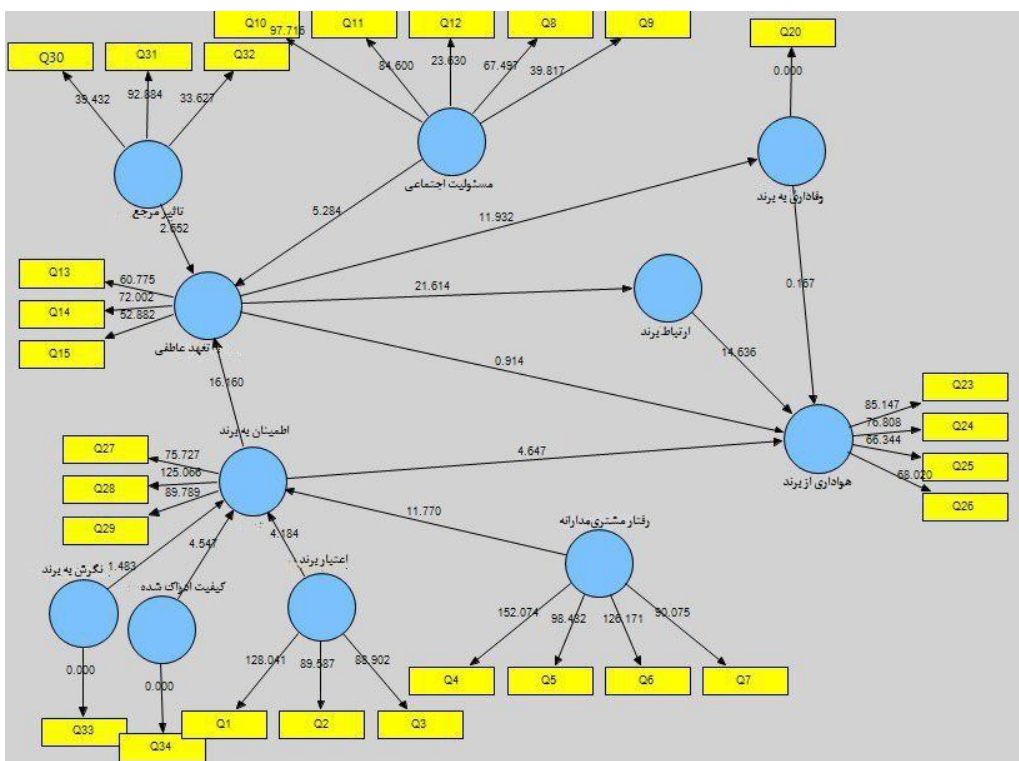 Q10
Q11
Q12
Q8
Q9
Q20
Q30
Q31
Q32
97.716
84.600
23.630
67.497
39.817
0.000
39.432
92.884
33.627
مسئولیت اجتماعی
وفاداری به برند
تاثیر مرجع
2.652
5.284
11.932
Q13
60.775
Q14
72.002
Q15
52.882
21.614
0.167
تعهد عاطفی
ارتباط برند
0.914
14.636
16.160
Q23
85.147
Q24
76.808
Q25
66.344
Q26
68.020
هواداری از برند
اطمینان به برند
Q27
75.727
Q28
125.066
Q29
89.789
4.647
11.770
رفتار مشتری‌مدارانه
نگرش به برند
1.483
4.547
4.184
کیفیت ادراک شده
اعتبار برند
152.074
98.432
126.171
90.075
0.000
0.000
128.041
89.587
88.902
Q4
Q5
Q6
Q7
Q33
Q34
Q1
Q2
Q3